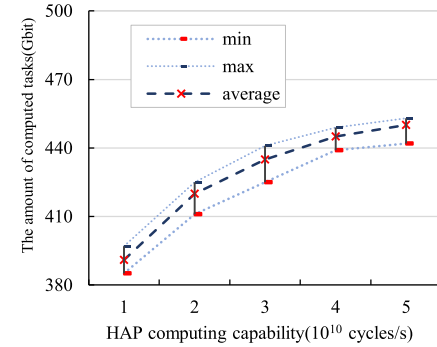 500
470
440
410
380
The amount of computed tasks(Gbit)
min
max
average
1 2 3 4 5
HAP computing capability(10¹⁰ cycles/s)